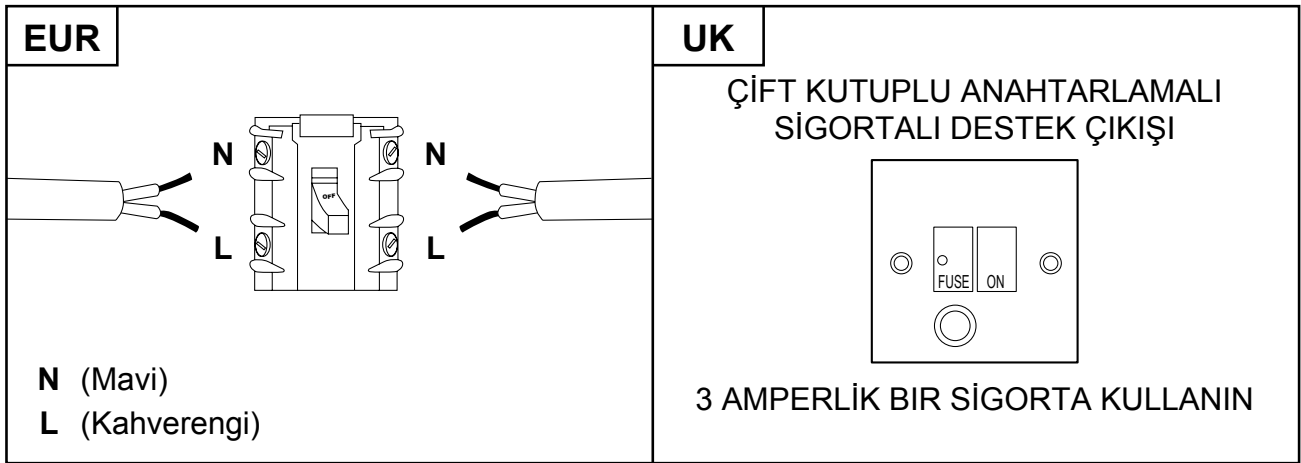 EUR
N
N
OFF
L
L
N (Mavi)
L (Kahverengi)
UK
ÇİFT KUTUPLU ANAHTARLAMALI
SİGORTALI DESTEK ÇIKIŞI
FUSE ON
3 AMPERLİK BIR SİGORTA KULLANIN